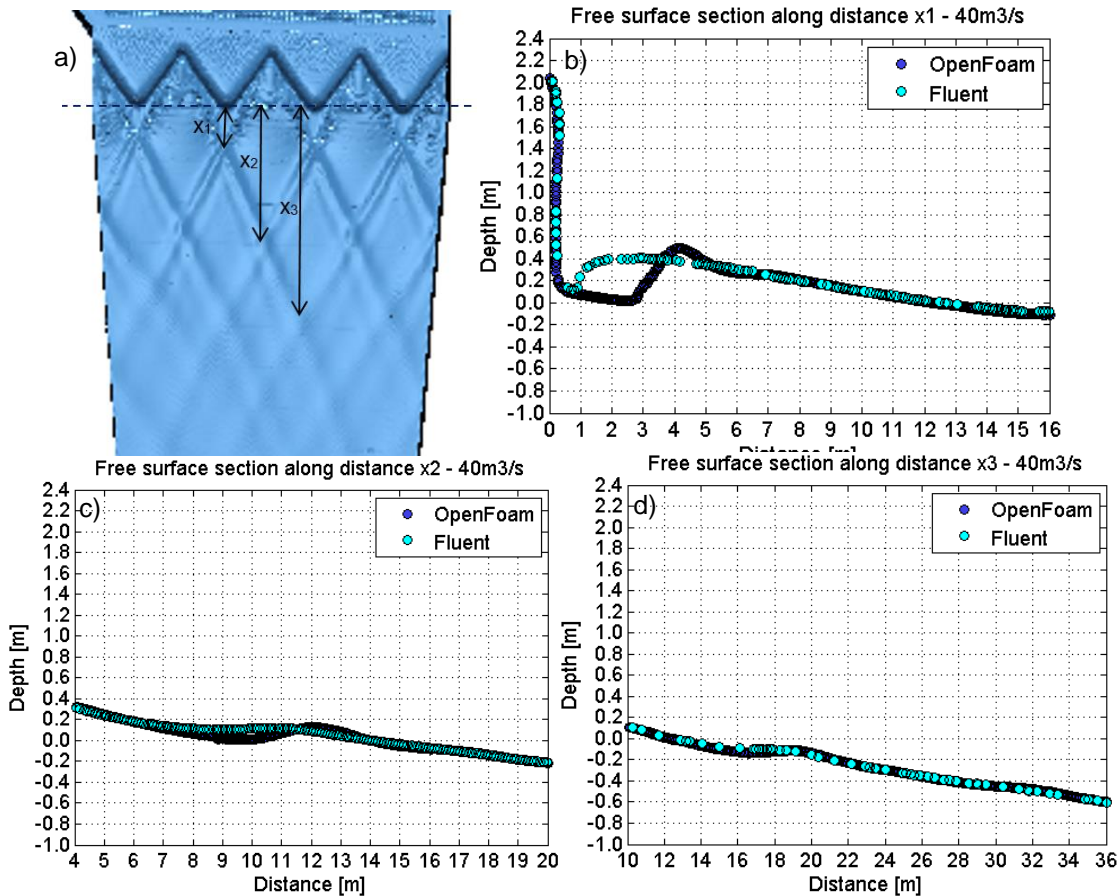 a)
x1
x2
x3
Free surface section along distance x1 - 40m3/s
b)
OpenFoam
Fluent
2.4
2.2
2.0
1.8
1.6
1.4
1.2
1.0
0.8
0.6
0.4
0.2
0.0
-0.2
-0.4
-0.6
-0.8
-1.0
Depth [m]
0 1 2 3 4 5 6 7 8 9 10 11 12 13 14 15 16
Distance [m]
Free surface section along distance x2 - 40m3/s
c)
OpenFoam
Fluent
2.4
2.2
2.0
1.8
1.6
1.4
1.2
1.0
0.8
0.6
0.4
0.2
0.0
-0.2
-0.4
-0.6
-0.8
-1.0
Depth [m]
4 5 6 7 8 9 10 11 12 13 14 15 16 17 18 19 20
Distance [m]
Free surface section along distance x3 - 40m3/s
d)
OpenFoam
Fluent
2.4
2.2
2.0
1.8
1.6
1.4
1.2
1.0
0.8
0.6
0.4
0.2
0.0
-0.2
-0.4
-0.6
-0.8
-1.0
Depth [m]
10 12 14 16 18 20 22 24 26 28 30 32 34 36
Distance [m]